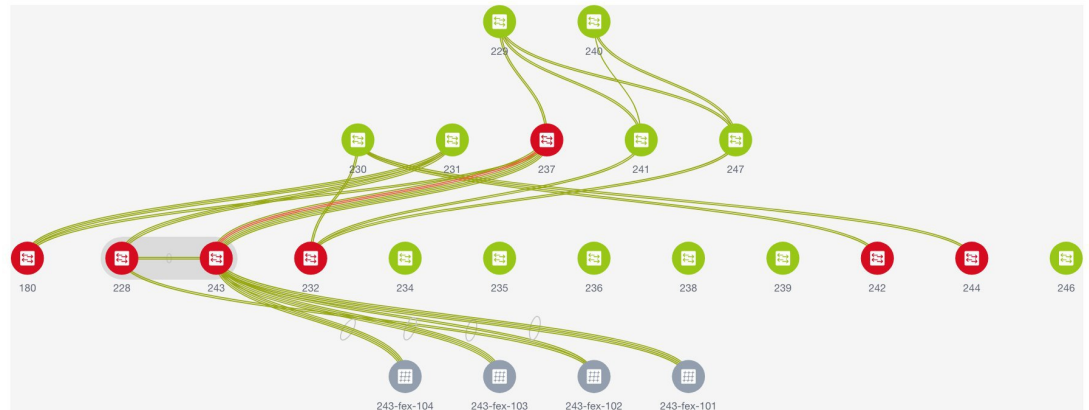 229 240
230 231 237 241 247
180 228 243 232 234 235 236 238 239 242 244 246
243-fex-104 243-fex-103 243-fex-102 243-fex-101